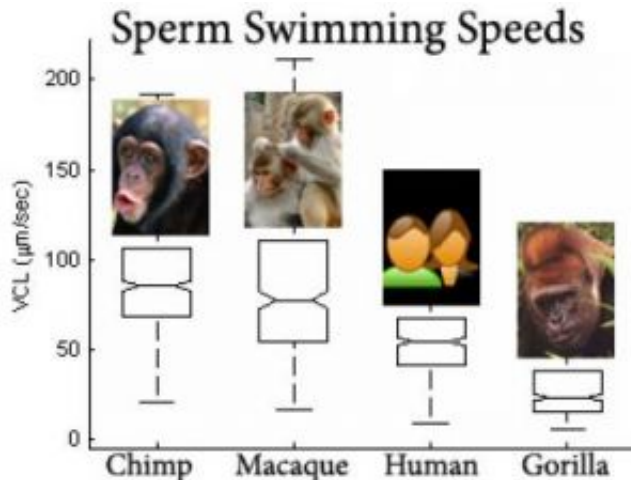 Sperm Swimming Speeds
200
150
100
50
0
VCL (μm/sec)
Chimp Macaque Human Gorilla